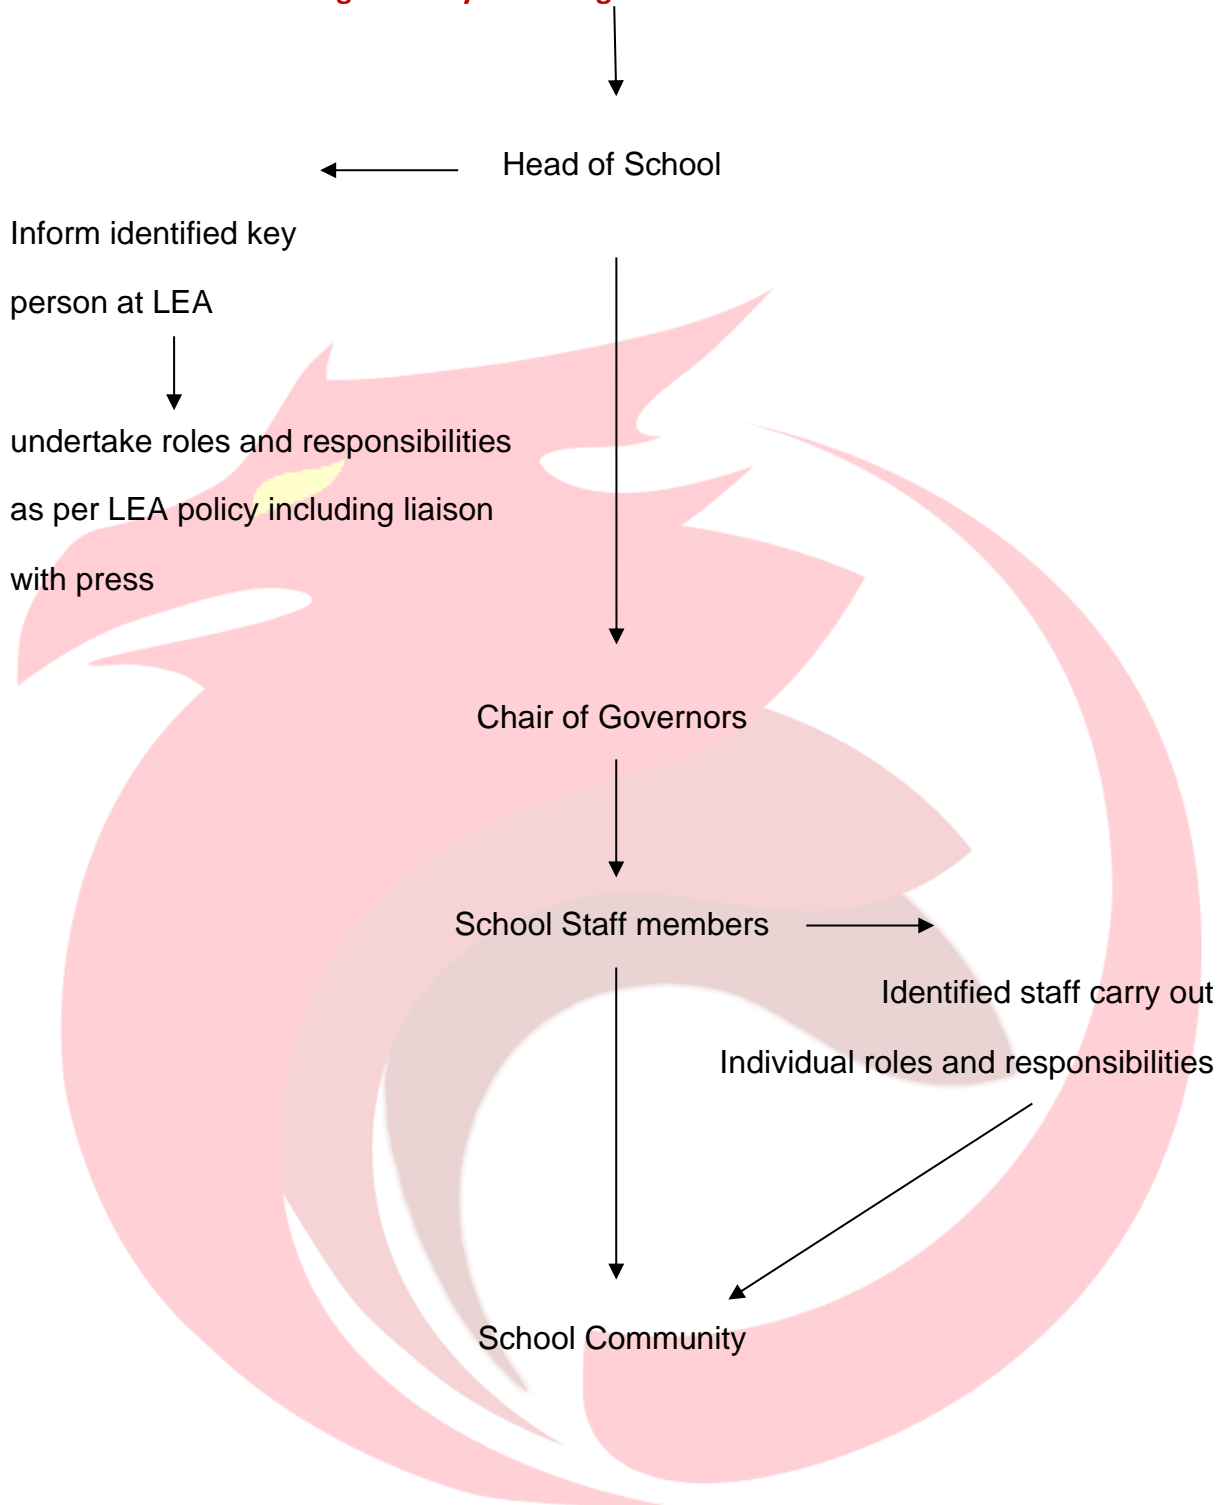 Head of School
Inform identified key
person at LEA
undertake roles and responsibilities
as per LEA policy including liaison
with press
Chair of Governors
School Staff members
Identified staff carry out
Individual roles and responsibilities
School Community